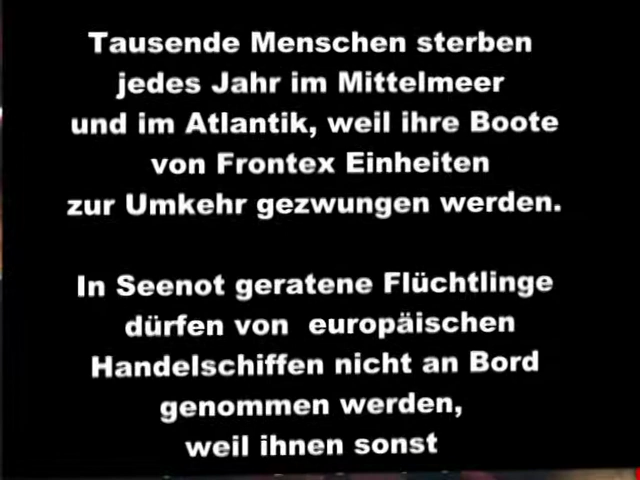 Tausende Menschen sterben
jedes Jahr im Mittelmeer
und im Atlantik, weil ihre Boote
von Frontex Einheiten
zur Umkehr gezwungen werden.
In Seenot geratene Flüchtlinge
dürfen von europäischen
Handelschiffen nicht an Bord
genommen werden,
weil ihnen sonst